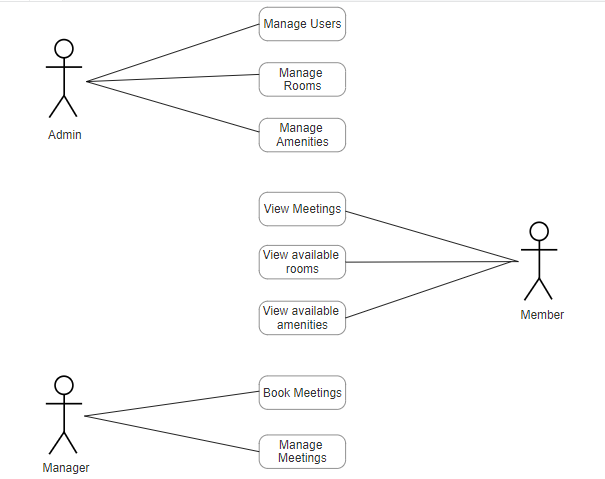 Manage Users
Manage
Rooms
Admin
Manage
Amenities
View Meetings
View available
rooms
View available
amenities
Member
Book Meetings
Manage
Meetings
Manager